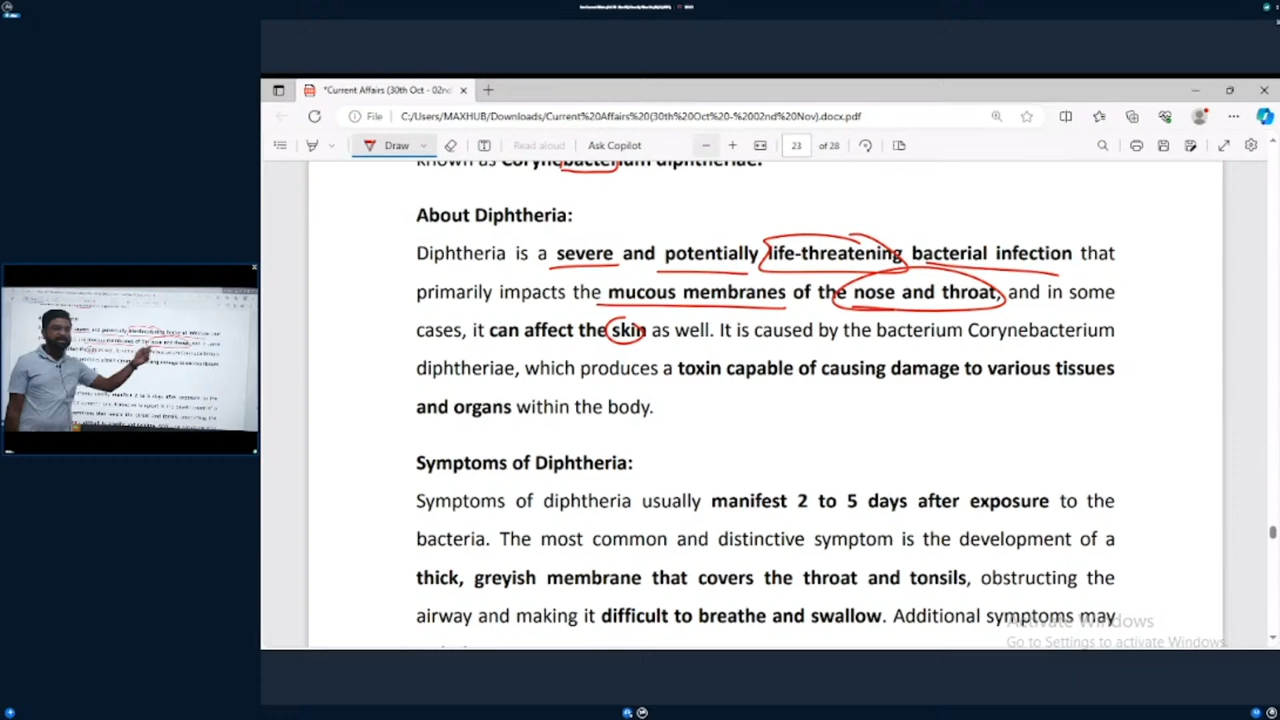 *Current Affairs (30th Oct - 02nd
File
C:/Users/MAXHUB/Downloads/Current%20Affairs%20(30th%20Oct%20-%2002nd%20Nov).docx.pdf
Draw
Read aloud
Ask Copilot
23
of 28
known as Corynebacterium diphtheriae.
About Diphtheria:
Diphtheria is a severe and potentially life-threatening bacterial infection that
primarily impacts the mucous membranes of the nose and throat, and in some
cases, it can affect the skin as well. It is caused by the bacterium Corynebacterium
diphtheriae, which produces a toxin capable of causing damage to various tissues
and organs within the body.
Symptoms of Diphtheria:
Symptoms of diphtheria usually manifest 2 to 5 days after exposure to the
bacteria. The most common and distinctive symptom is the development of a
thick, greyish membrane that covers the throat and tonsils, obstructing the
airway and making it difficult to breathe and swallow. Additional symptoms may
Activate Windows
Go to Settings to activate Windows.